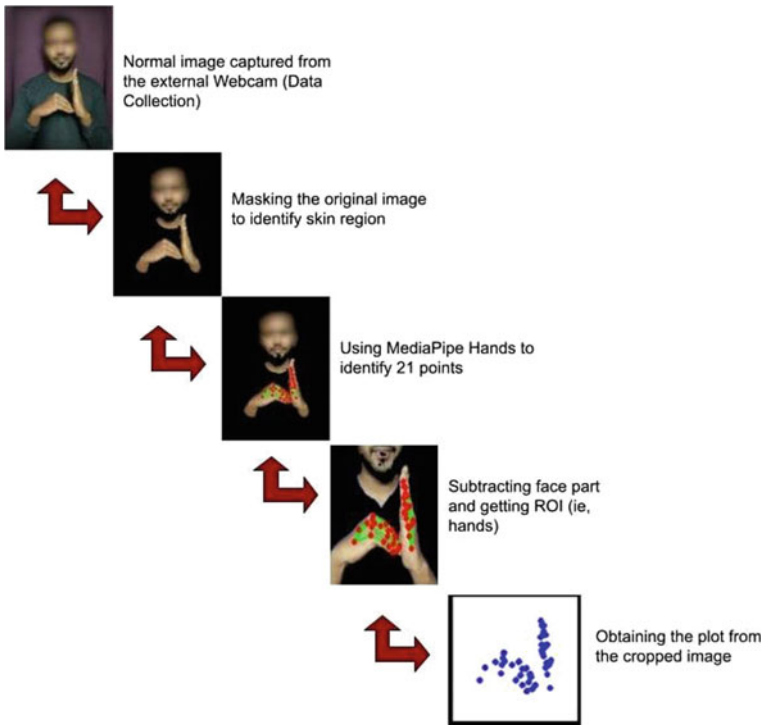 Normal image captured from
the external Webcam (Data
Collection)
Masking the original image
to identify skin region
Using MediaPipe Hands to
identify 21 points
Subtracting face part
and getting ROI (ie,
hands)
Obtaining the plot from
the cropped image